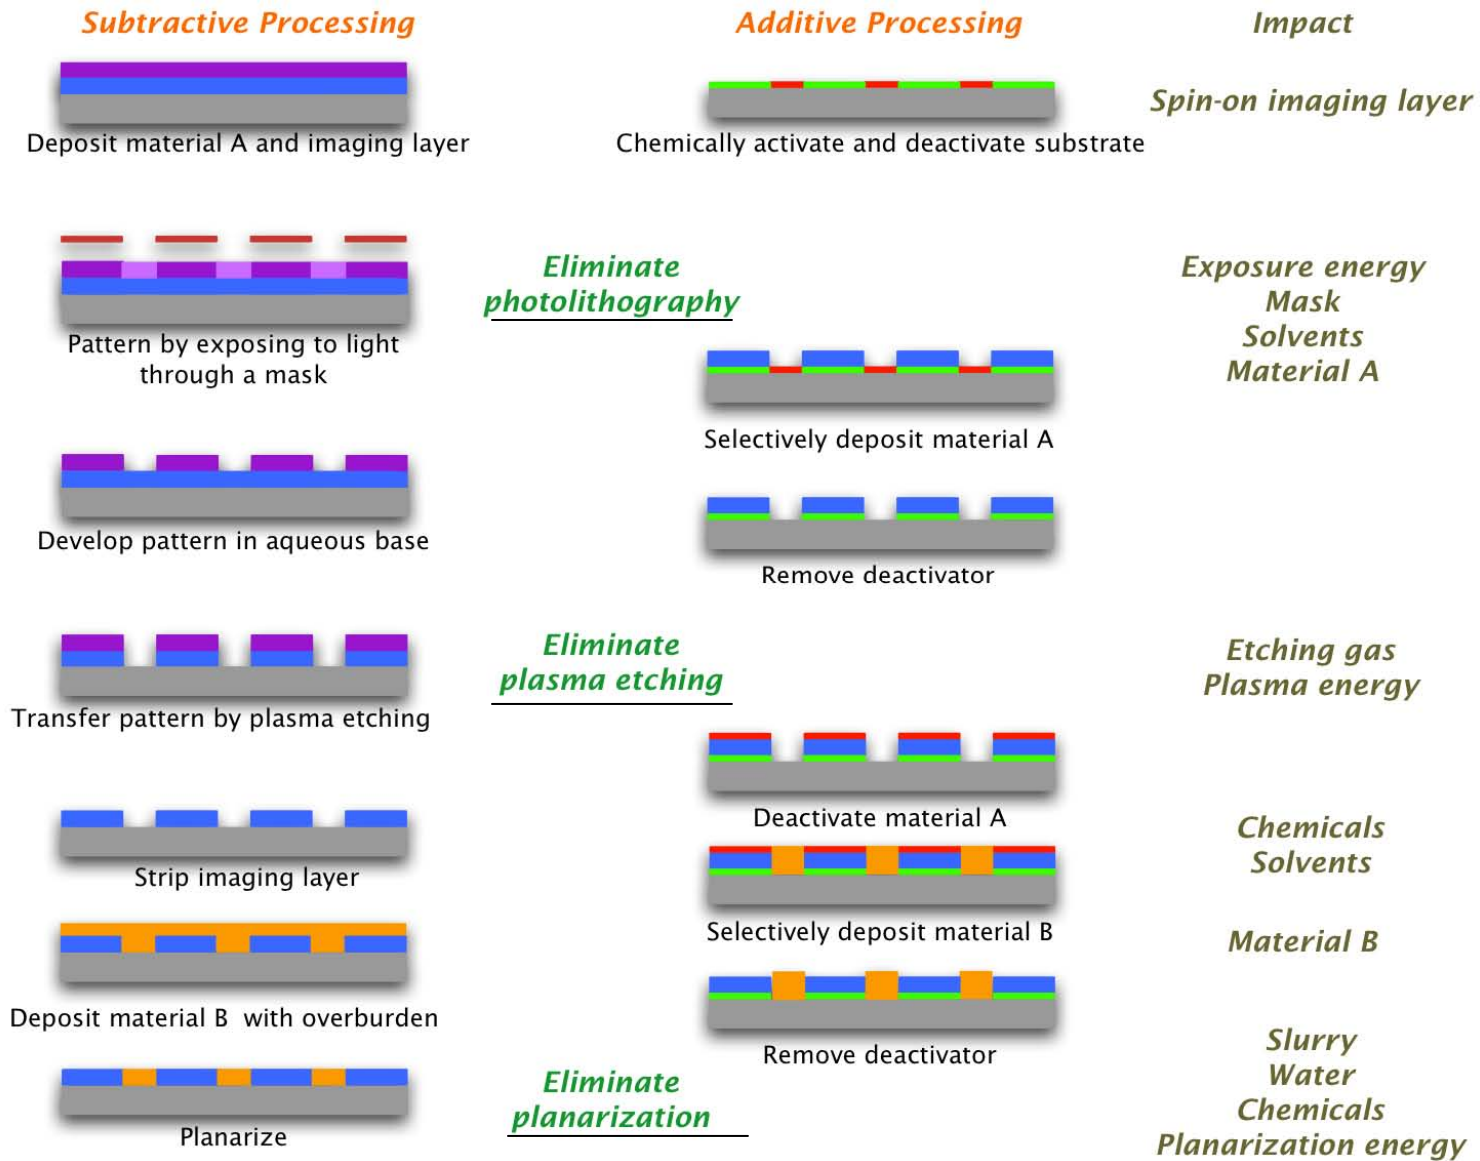 Subtractive Processing
Additive Processing
Impact
Deposit material A and imaging layer
Chemically activate and deactivate substrate
Spin-on imaging layer
Pattern by exposing to light
through a mask
Eliminate
photolithography
Selectively deposit material A
Exposure energy
Mask
Solvents
Material A
Develop pattern in aqueous base
Remove deactivator
Transfer pattern by plasma etching
Eliminate
plasma etching
Etching gas
Plasma energy
Deactivate material A
Strip imaging layer
Chemicals
Solvents
Selectively deposit material B
Material B
Deposit material B with overburden
Remove deactivator
Planarize
Eliminate
planarization
Slurry
Water
Chemicals
Planarization energy